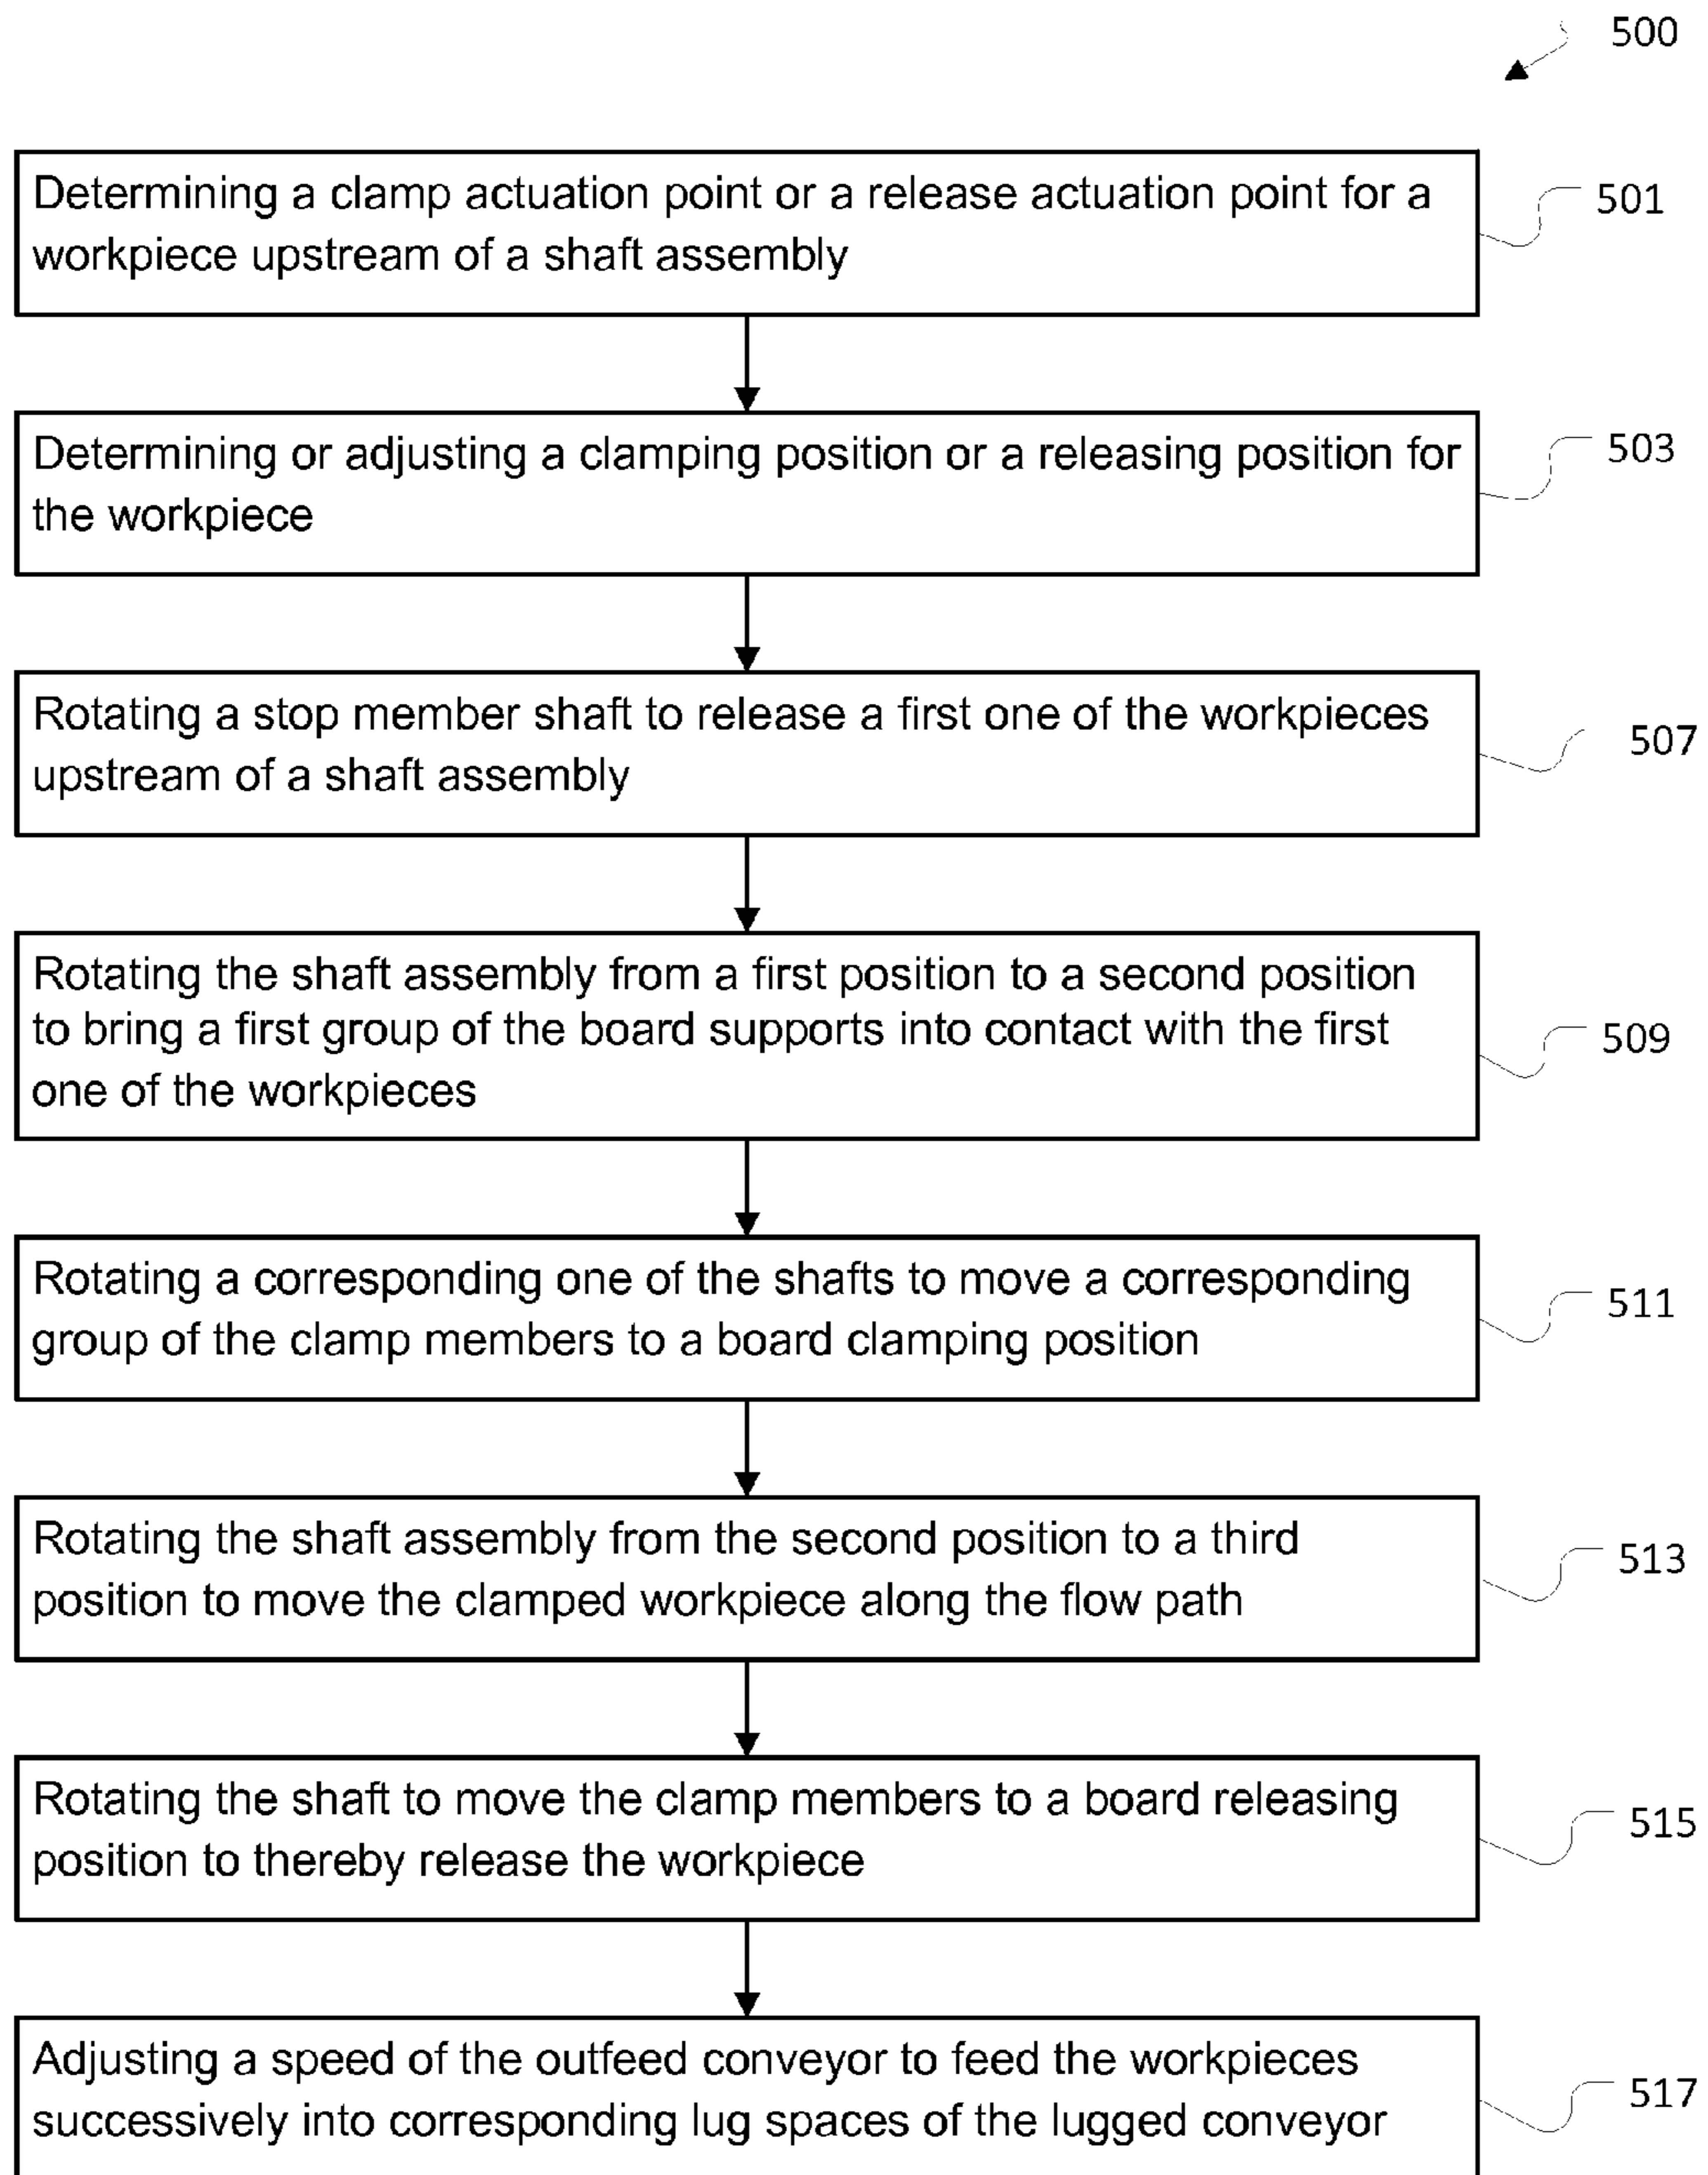 500
Determining a clamp actuation point or a release actuation point for a
workpiece upstream of a shaft assembly
501
Determining or adjusting a clamping position or a releasing position for
the workpiece
503
Rotating a stop member shaft to release a first one of the workpieces
upstream of a shaft assembly
507
Rotating the shaft assembly from a first position to a second position
to bring a first group of the board supports into contact with the first
one of the workpieces
509
Rotating a corresponding one of the shafts to move a corresponding
group of the clamp members to a board clamping position
511
Rotating the shaft assembly from the second position to a third
position to move the clamped workpiece along the flow path
513
Rotating the shaft to move the clamp members to a board releasing
position to thereby release the workpiece
515
Adjusting a speed of the outfeed conveyor to feed the workpieces
successively into corresponding lug spaces of the lugged conveyor
517